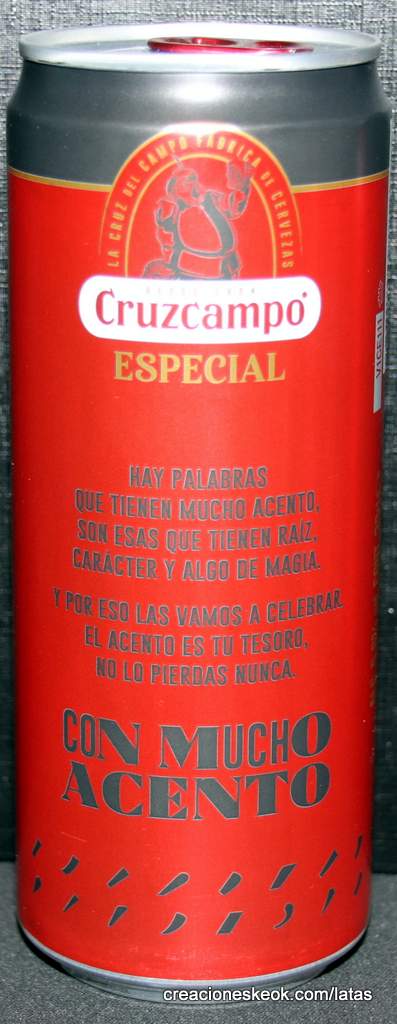 LA CRUZ DEL CAMPO FÁBRICA DE CERVEZAS
Cruzcampo
ESPECIAL
HAY PALABRAS
QUE TIENEN MUCHO ACENTO,
SON ESAS QUE TIENEN RAÍZ,
CARÁCTER Y ALGO DE MAGIA.
Y POR ESO LAS VAMOS A CELEBRAR.
EL ACENTO ES TU TESORO,
NO LO PIERDAS NUNCA.
CON MUCHO
ACENTO
creacioneskeok.com/latas